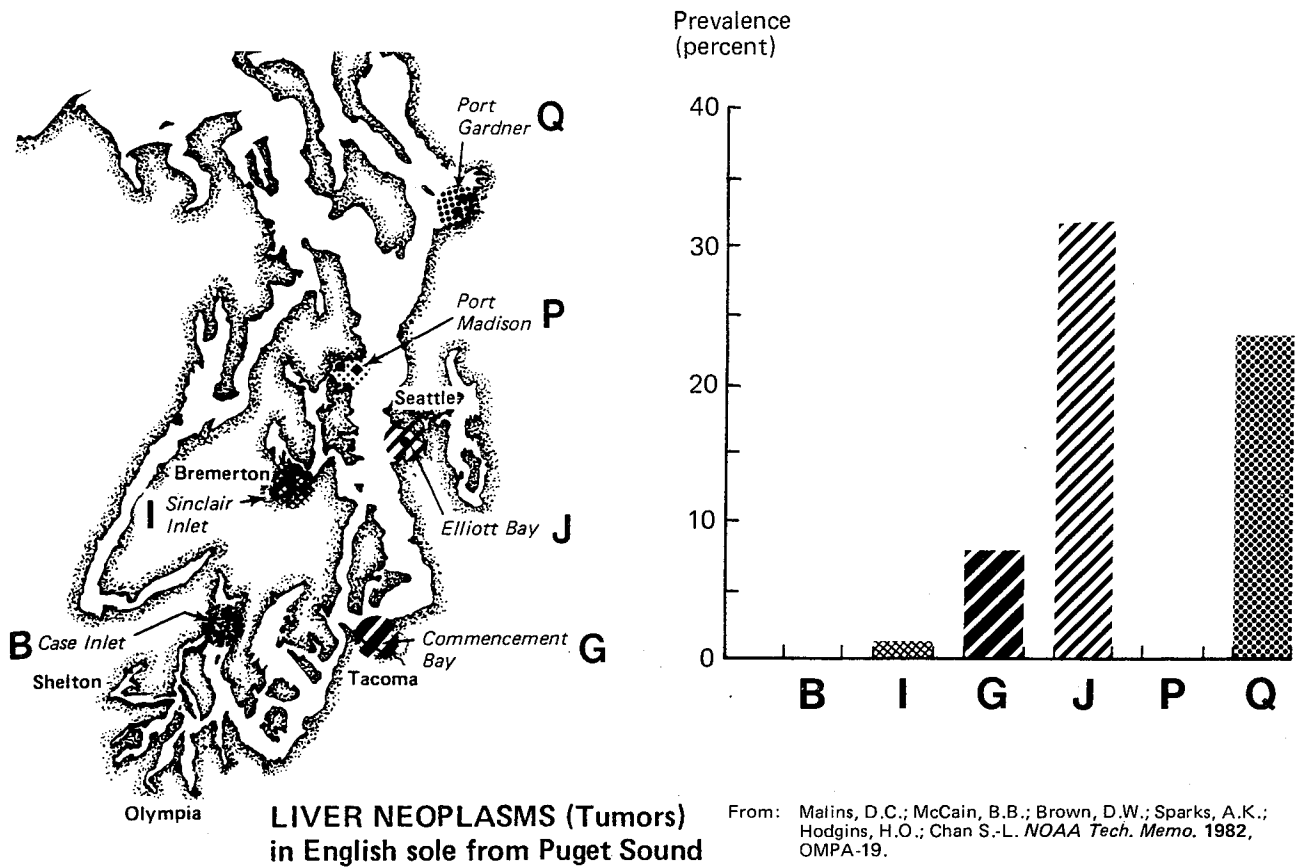 Port
Gardner Q
Port
Madison P
Seattle
Bremerton
I Sinclair
Inlet
Elliott Bay J
B Case Inlet
Commencement
Bay G
Shelton
Tacoma
Olympia
LIVER NEOPLASMS (Tumors)
in English sole from Puget Sound
Prevalence
(percent)
40
30
20
10
0
B I G J P Q
From: Malins, D.C.; McCain, B.B.; Brown, D.W.; Sparks, A.K.;
Hodgins, H.O.; Chan S.-L. NOAA Tech. Memo. 1982,
OMPA-19.